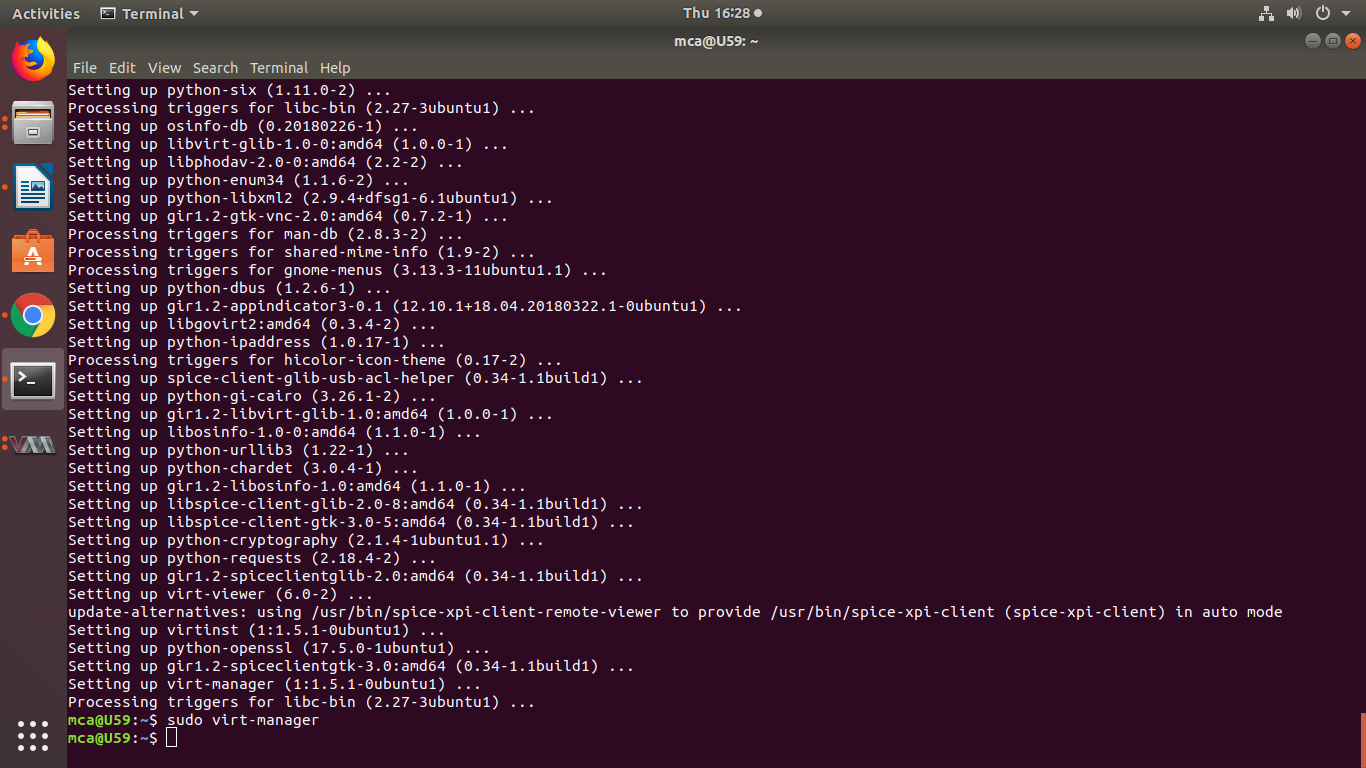 Activities Terminal Thu 16:28
mca@U59: ~
File Edit View Search Terminal Help
Setting up python-six (1.11.0-2) ...
Processing triggers for libc-bin (2.27-3ubuntu1) ...
Setting up osinfo-db (0.20180226-1) ...
Setting up libvirt-glib-1.0-0:amd64 (1.0.0-1) ...
Setting up libphodav-2.0-0:amd64 (2.2-2) ...
Setting up python-enum34 (1.1.6-2) ...
Setting up python-libxml2 (2.9.4+dfsg1-6.1ubuntu1) ...
Setting up gir1.2-gtk-vnc-2.0:amd64 (0.7.2-1) ...
Processing triggers for man-db (2.8.3-2) ...
Processing triggers for shared-mime-info (1.9-2) ...
Processing triggers for gnome-menus (3.13.3-11ubuntu1.1) ...
Setting up python-dbus (1.2.6-1) ...
Setting up gir1.2-appindicator3-0.1 (12.10.1+18.04.20180322.1-0ubuntu1) ...
Setting up libgovirt2:amd64 (0.3.4-2) ...
Setting up python-ipaddress (1.0.17-1) ...
Processing triggers for hicolor-icon-theme (0.17-2) ...
Setting up spice-client-glib-usb-acl-helper (0.34-1.1build1) ...
Setting up python-gi-cairo (3.26.1-2) ...
Setting up gir1.2-libvirt-glib-1.0:amd64 (1.0.0-1) ...
Setting up libosinfo-1.0-0:amd64 (1.1.0-1) ...
Setting up python-urllib3 (1.22-1) ...
Setting up python-chardet (3.0.4-1) ...
Setting up gir1.2-libosinfo-1.0:amd64 (1.1.0-1) ...
Setting up libspice-client-glib-2.0-8:amd64 (0.34-1.1build1) ...
Setting up libspice-client-gtk-3.0-5:amd64 (0.34-1.1build1) ...
Setting up python-cryptography (2.1.4-1ubuntu1.1) ...
Setting up python-requests (2.18.4-2) ...
Setting up gir1.2-spiceclientglib-2.0:amd64 (0.34-1.1build1) ...
Setting up virt-viewer (6.0-2) ...
update-alternatives: using /usr/bin/spice-xpi-client-remote-viewer to provide /usr/bin/spice-xpi-client (spice-xpi-client) in auto mode
Setting up virtinst (1:1.5.1-0ubuntu1) ...
Setting up python-openssl (17.5.0-1ubuntu1) ...
Setting up gir1.2-spiceclientgtk-3.0:amd64 (0.34-1.1build1) ...
Setting up virt-manager (1:1.5.1-0ubuntu1) ...
Processing triggers for libc-bin (2.27-3ubuntu1) ...
mca@U59:~$ sudo virt-manager
mca@U59:~$